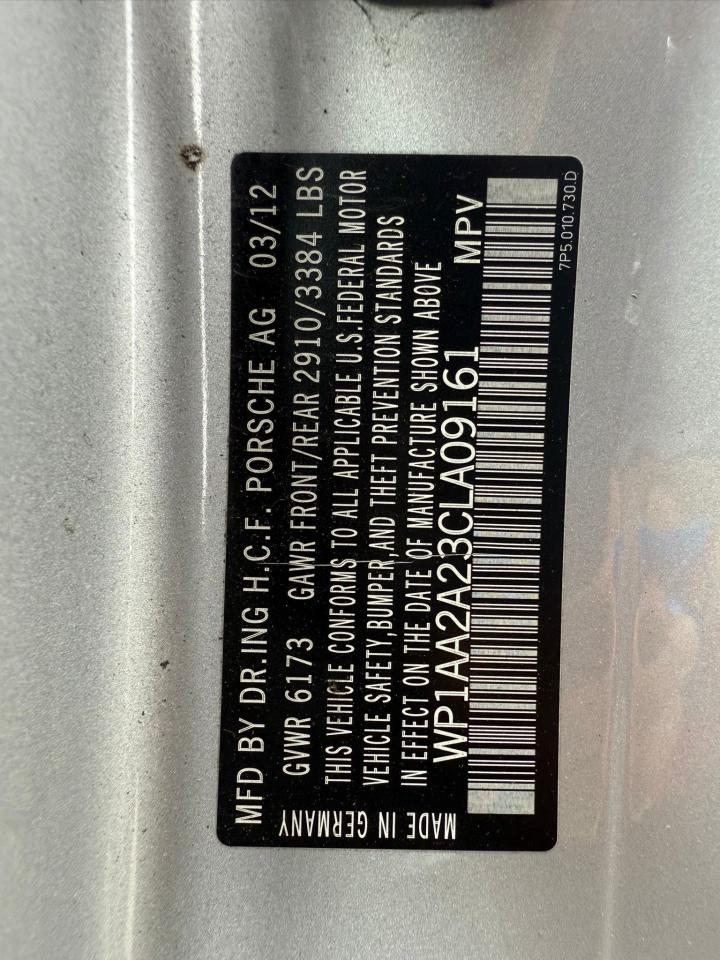 MFD BY DR.ING H.C.F. PORSCHE AG 03/12
GVWR 6173 GAWR FRONT/REAR 2910/3384 LBS
THIS VEHICLE CONFORMS TO ALL APPLICABLE U.S.FEDERAL MOTOR
VEHICLE SAFETY,BUMPER,AND THEFT PREVENTION STANDARDS
IN EFFECT ON THE DATE OF MANUFACTURE SHOWN ABOVE
WP1AA2A23CLA09161 MPV
7P5.010.730.D
MADE IN GERMANY